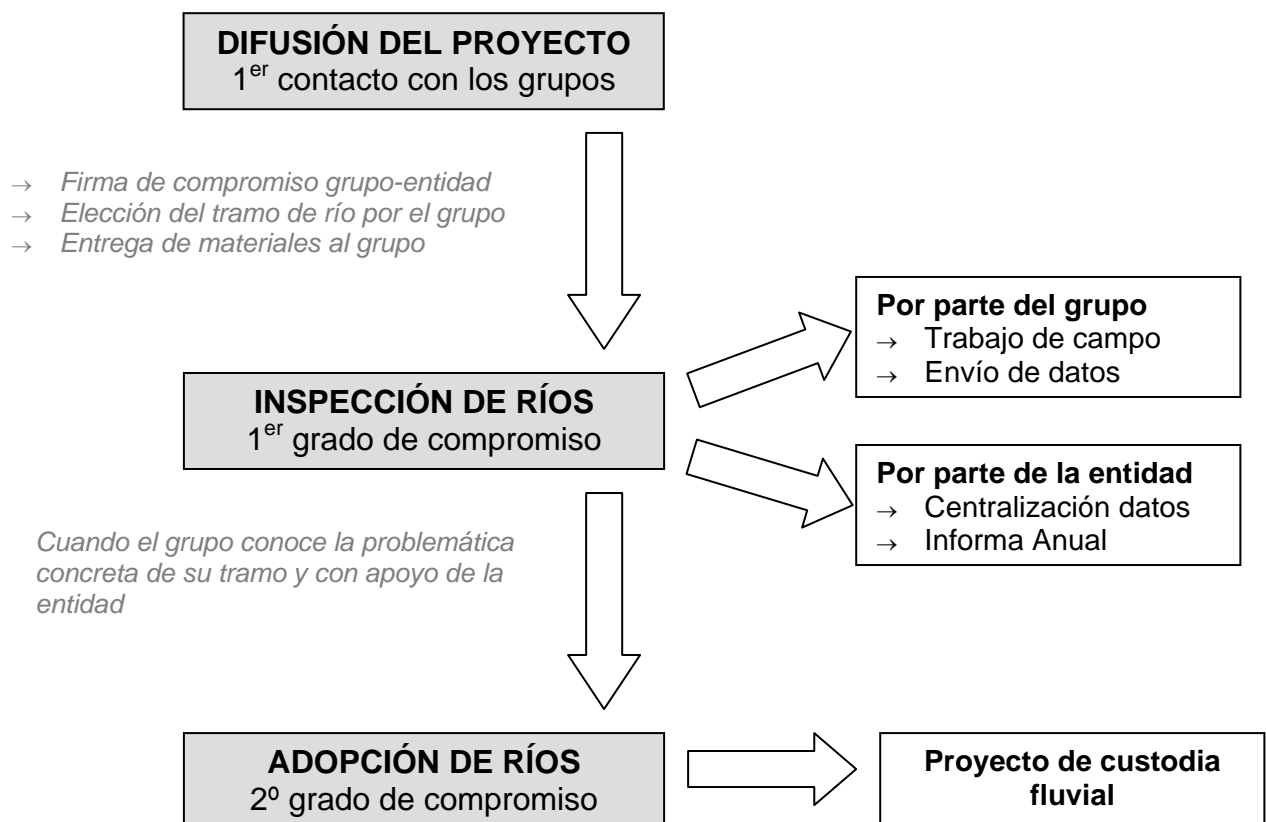 DIFUSIÓN DEL PROYECTO
1er contacto con los grupos
→ Firma de compromiso grupo-entidad
→ Elección del tramo de río por el grupo
→ Entrega de materiales al grupo
Por parte del grupo
→ Trabajo de campo
→ Envío de datos
INSPECCIÓN DE RÍOS
1er grado de compromiso
Por parte de la entidad
→ Centralización datos
→ Informa Anual
Cuando el grupo conoce la problemática
concreta de su tramo y con apoyo de la
entidad
ADOPCIÓN DE RÍOS
2º grado de compromiso
Proyecto de custodia
fluvial